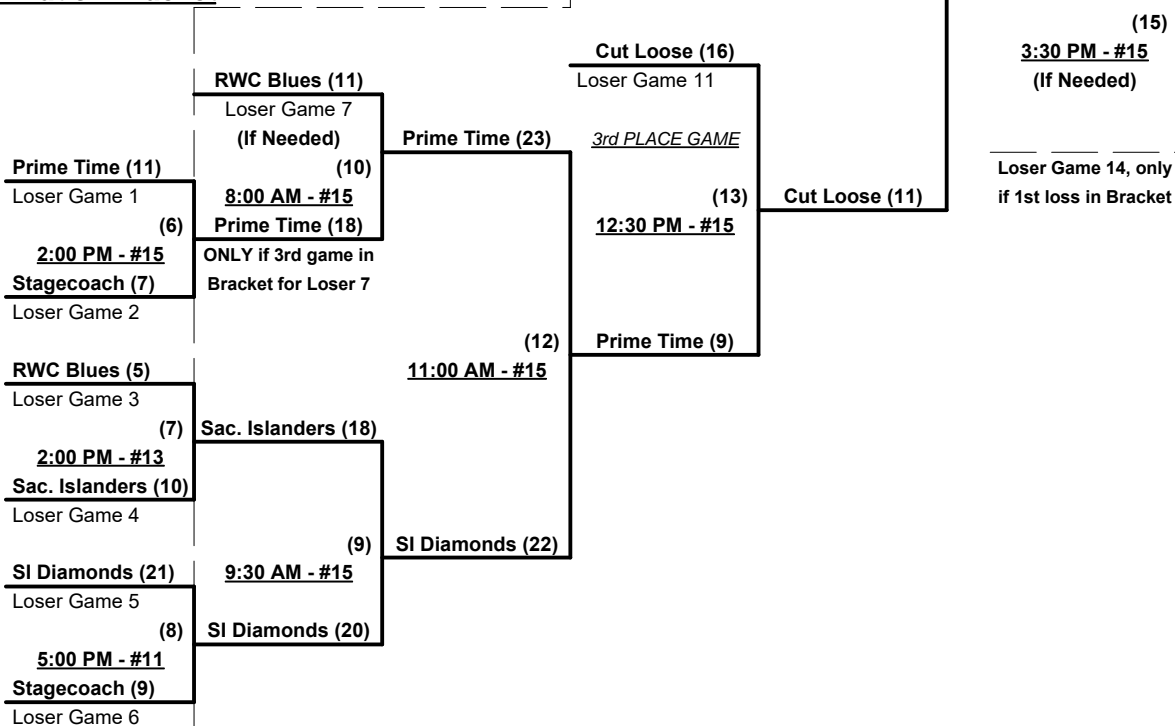 (15)
Cut Loose (16)
3:30 PM - #15
RWC Blues (11)
Loser Game 11
(If Needed)
Loser Game 7
(If Needed)
Prime Time (23)
3rd PLACE GAME
Prime Time (11)
(10)
Loser Game 14, only
Loser Game 1
8:00 AM - #15
(13)
Cut Loose (11)
if 1st loss in Bracket
(6)
Prime Time (18)
12:30 PM - #15
2:00 PM - #15
ONLY if 3rd game in
Stagecoach (7)
Bracket for Loser 7
Loser Game 2
(12)
Prime Time (9)
RWC Blues (5)
11:00 AM - #15
Loser Game 3
(7)
Sac. Islanders (18)
2:00 PM - #13
Sac. Islanders (10)
Loser Game 4
(9)
SI Diamonds (22)
SI Diamonds (21)
9:30 AM - #15
Loser Game 5
(8)
SI Diamonds (20)
5:00 PM - #11
Stagecoach (9)
Loser Game 6